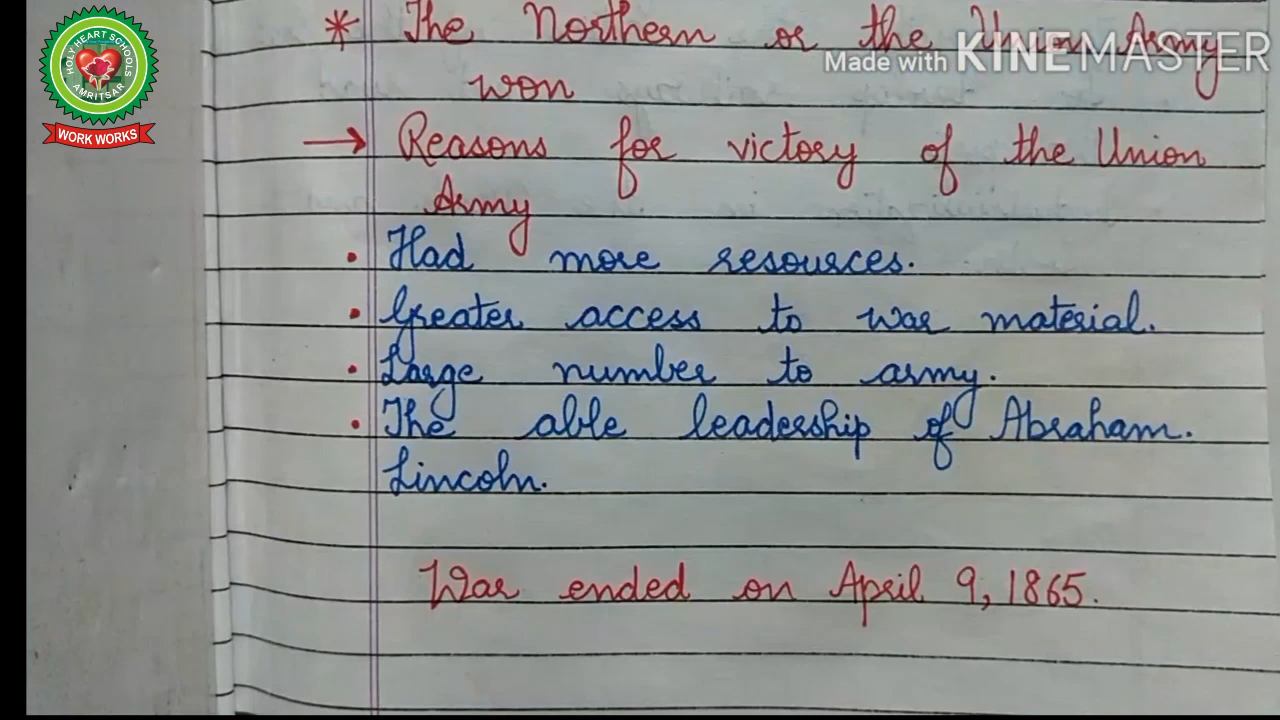 HOLY HEART SCHOOLS
AMRITSAR
WORK WORKS
Made with KINEMASTER
* The Northern or the Union Army
won
→ Reasons for victory of the Union
Army
• Had more resources.
• Greater access to war material.
• Large number to army.
• The able leadership of Abraham.
Lincoln.
War ended on April 9, 1865.